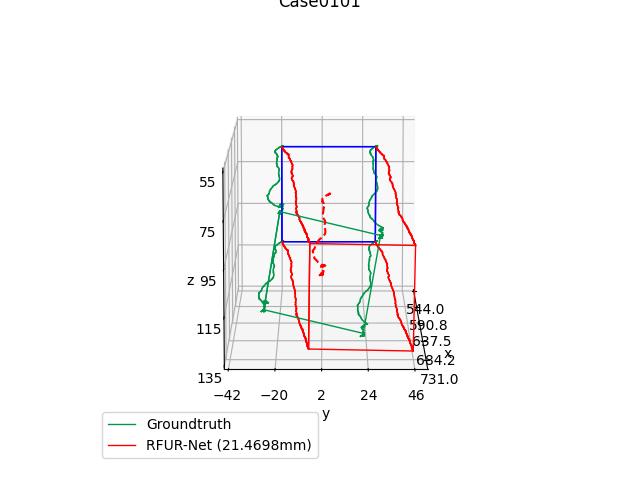 Case0101
55
75
z 95
115
135
544.0
590.8
637.5
x
684.2
731.0
−42 −20 2 24 46
y
Groundtruth
RFUR-Net (21.4698mm)